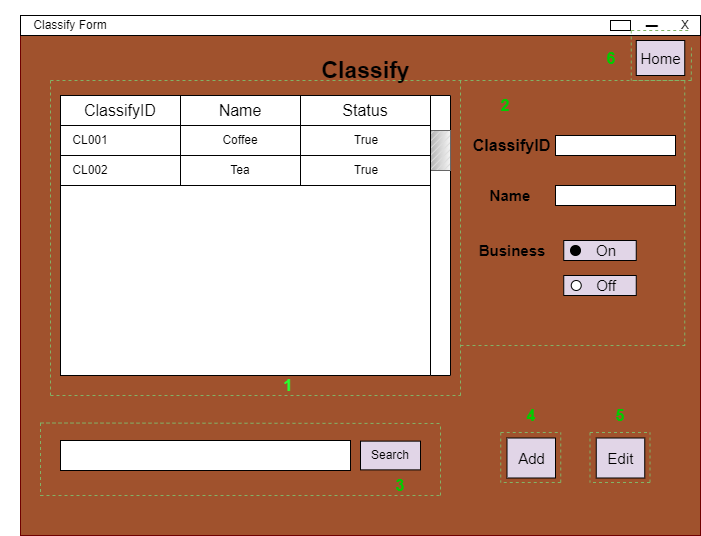 Classify Form X
6 Home
Classify
ClassifyID Name Status
CL001 Coffee True
CL002 Tea True
2
ClassifyID
Name
Business On
Off
1
4 5
Search
Add Edit
3